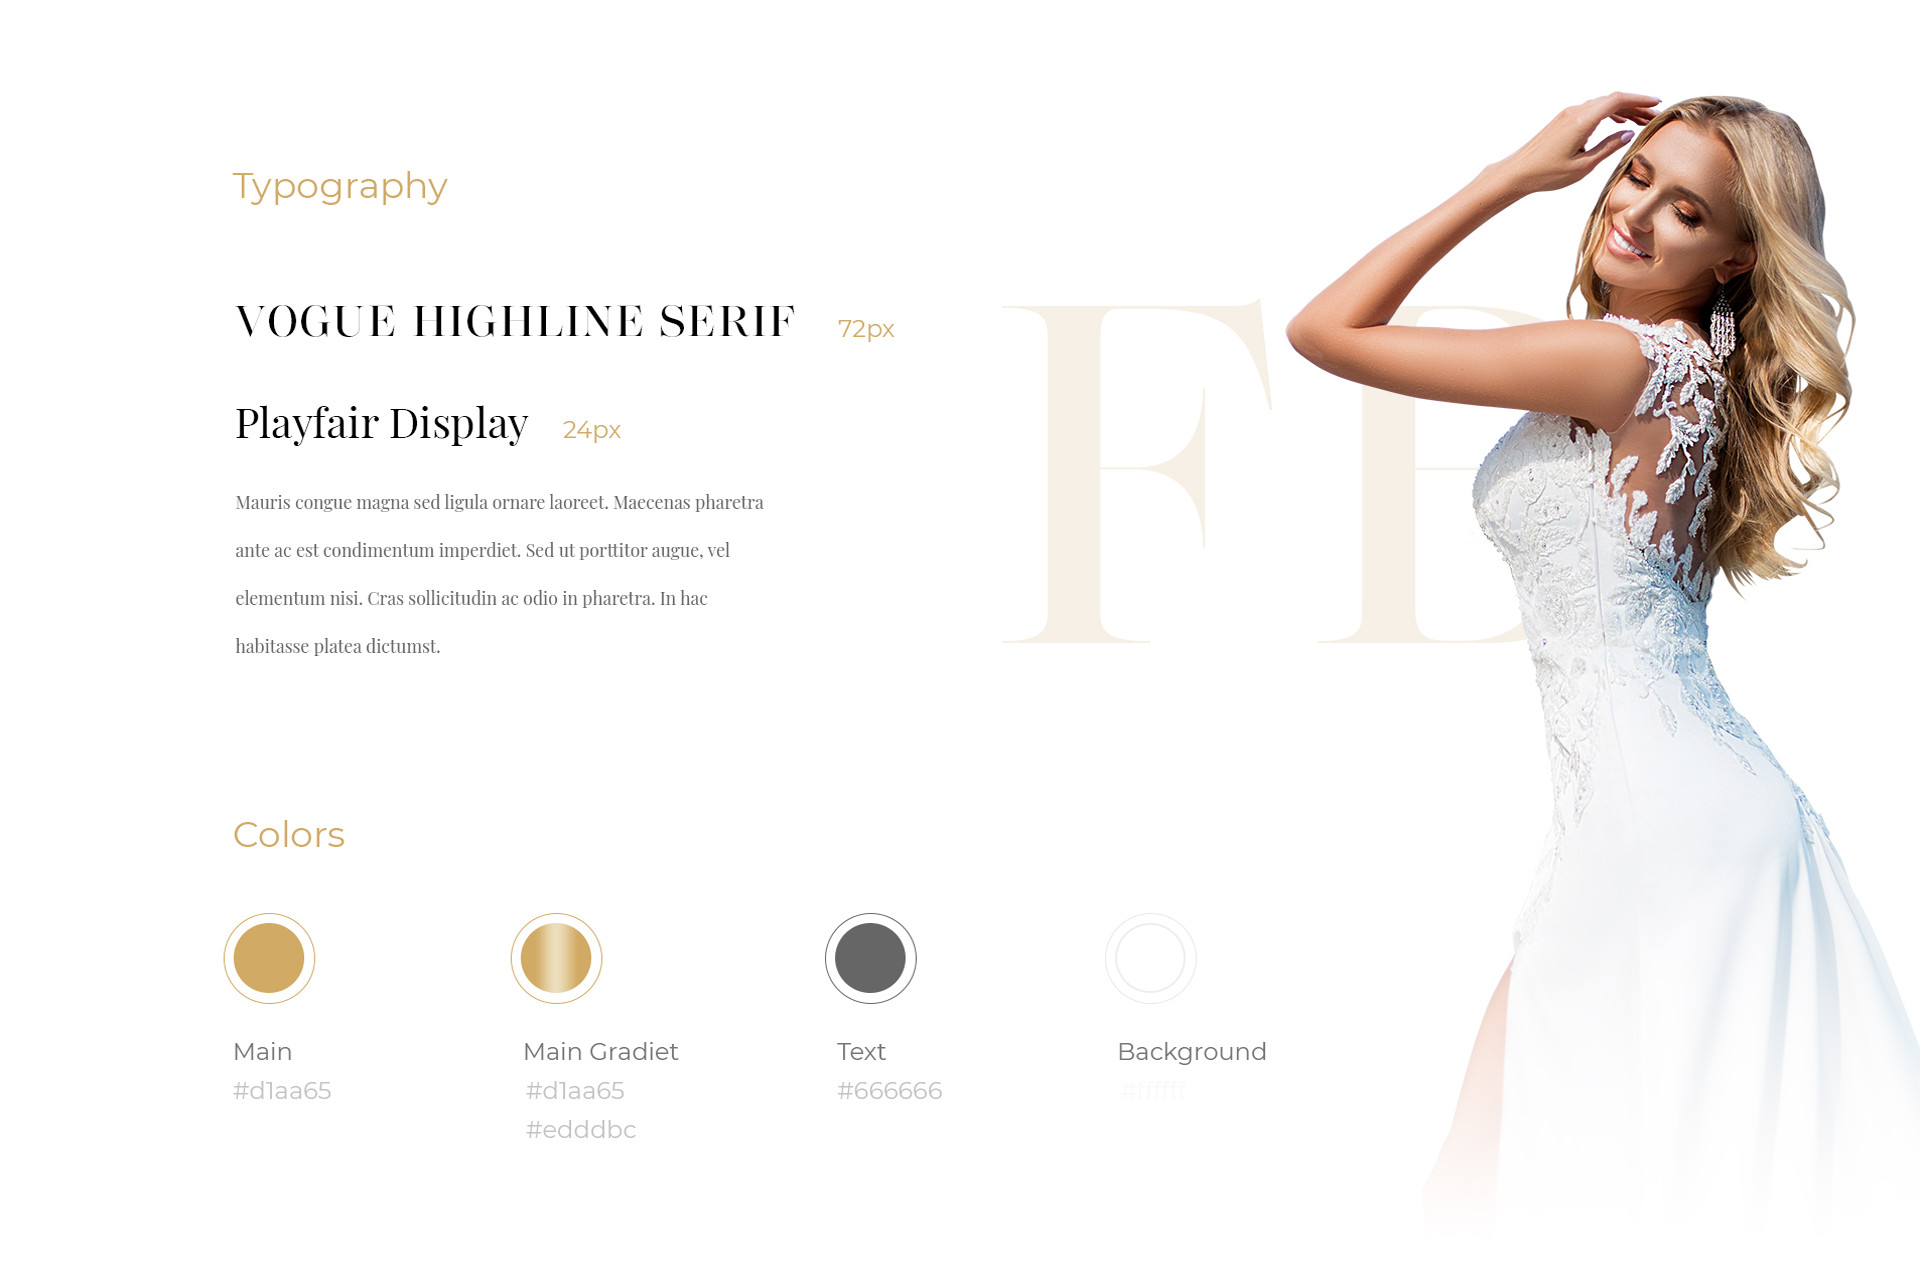 Typography
VOGUE HIGHLINE SERIF 72px
Playfair Display 24px
Mauris congue magna sed ligula ornare laoreet. Maecenas pharetra
ante ac est condimentum imperdiet. Sed ut porttitor augue, vel
elementum nisi. Cras sollicitudin ac odio in pharetra. In hac
habitasse platea dictumst.
FB
Colors
Main Main Gradiet Text Background
#d1aa65 #d1aa65 #666666 #ffffff
#edddbc